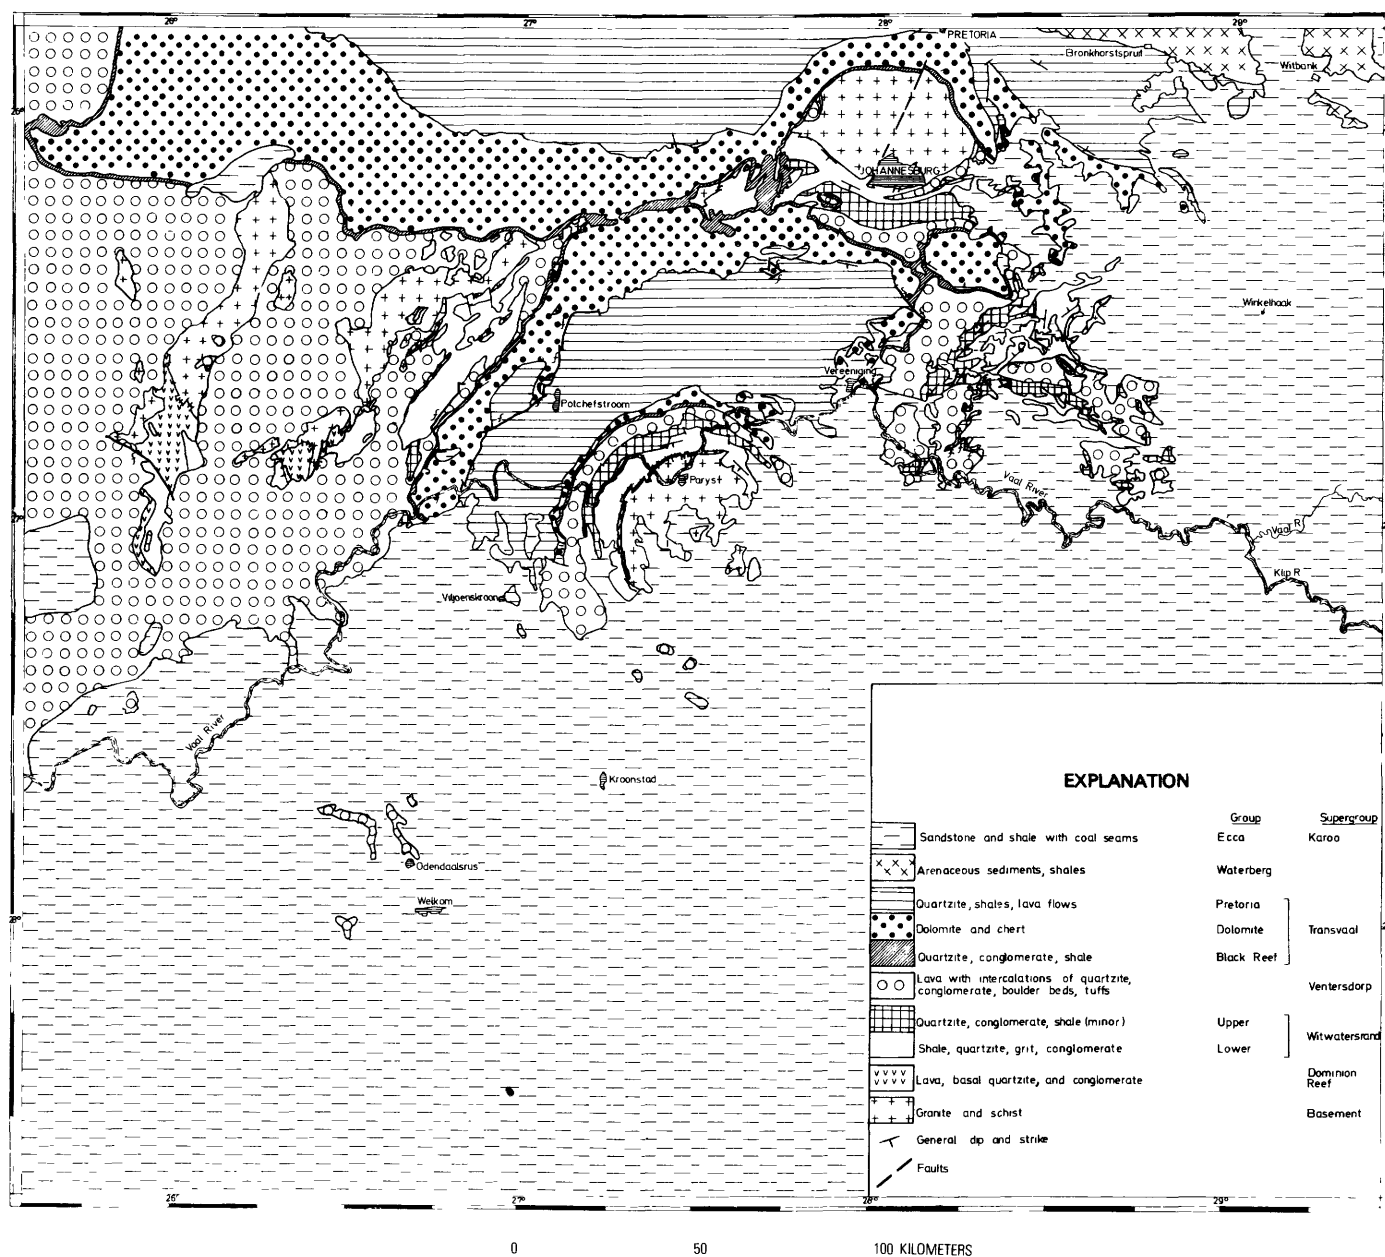 26° 27° 28° 29°
PRETORIA
Bronkhorstspruit
Witbank
26°
JOHANNESBURG
Winkelhaak
Vereeniging
Potchefstroom
Parys
Vaal River
27°
Vaal R
Klip R
Viljoenskroon
Vaal River
Kroonstad
Odendaalsrus
Welkom
28°
EXPLANATION
Group Supergroup
Sandstone and shale with coal seams Ecca Karoo
Arenaceous sediments, shales Waterberg
Quartzite, shales, lava flows Pretoria
Dolomite and chert Dolomite Transvaal
Quartzite, conglomerate, shale Black Reef
Lava with intercalations of quartzite,
conglomerate, boulder beds, tuffs Ventersdorp
Quartzite, conglomerate, shale (minor) Upper
Witwatersrand
Shale, quartzite, grit, conglomerate Lower
Lava, basal quartzite, and conglomerate Dominion
Reef
Granite and schist Basement
General dip and strike
Faults
26° 27° 28° 29°
0 50 100 KILOMETERS